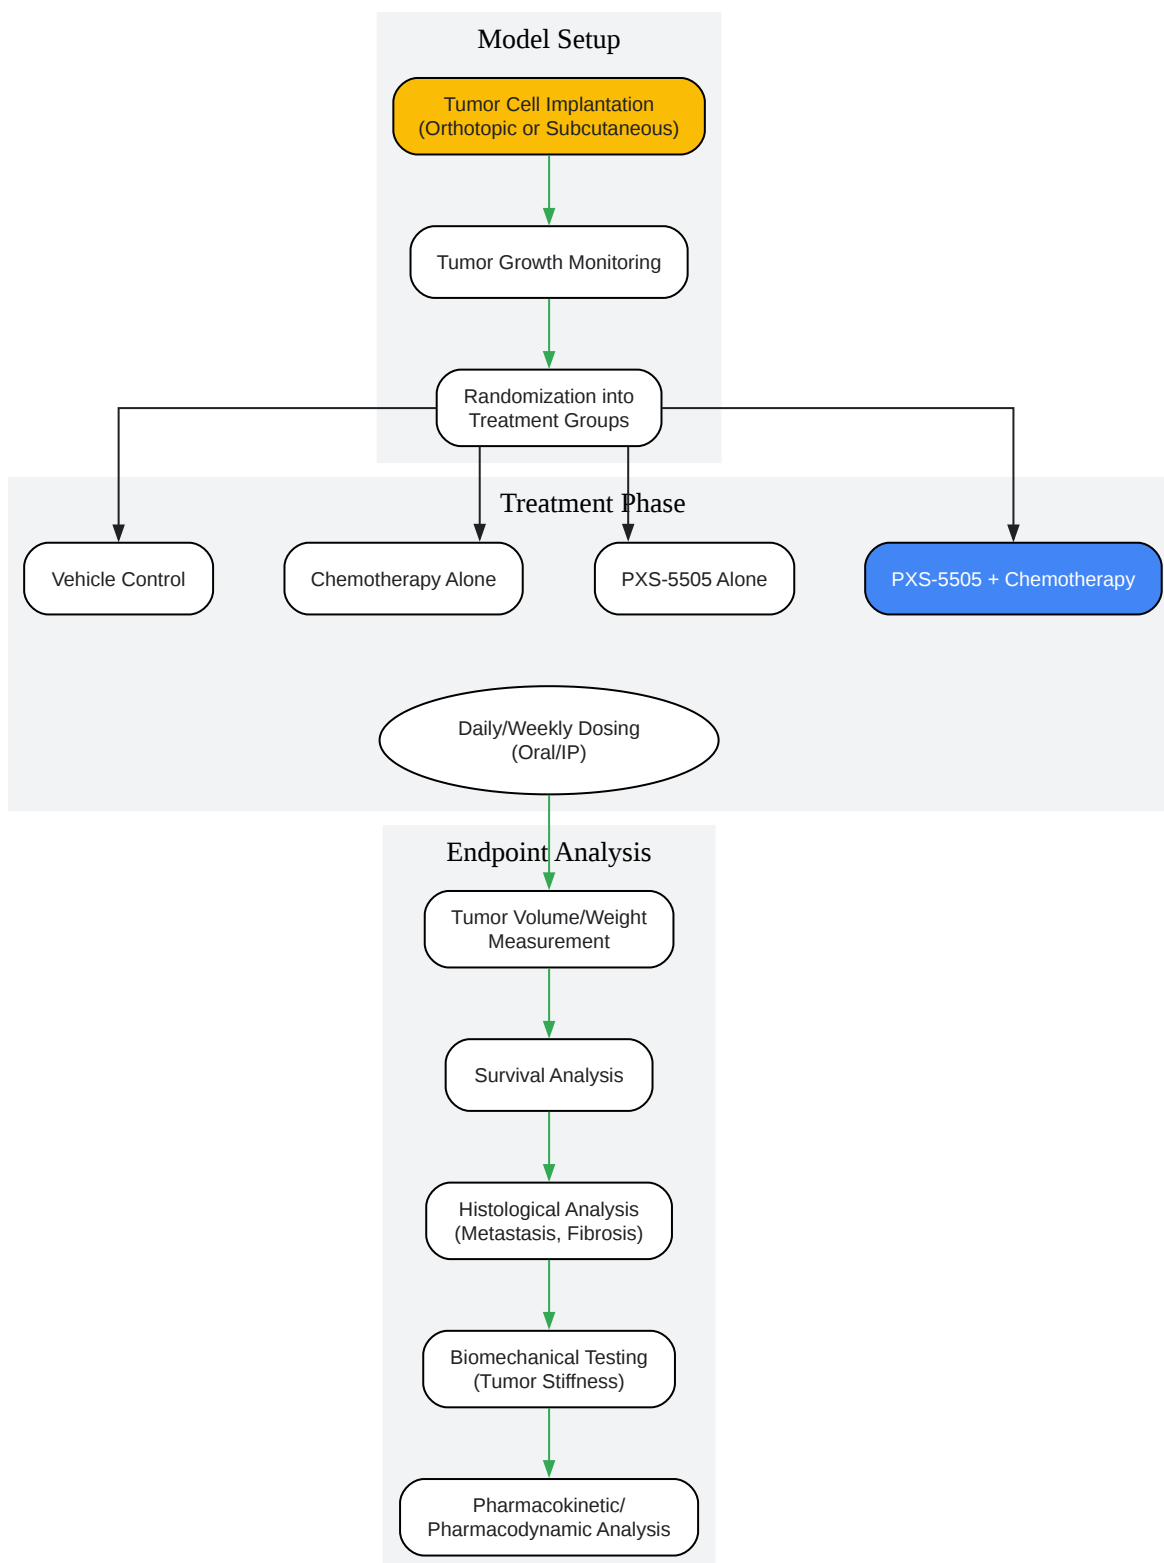 Model Setup
Tumor Cell Implantation
(Orthotopic or Subcutaneous)
Tumor Growth Monitoring
Randomization into
Treatment Groups
Treatment Phase
Vehicle Control
Chemotherapy Alone
PXS-5505 Alone
PXS-5505 + Chemotherapy
Daily/Weekly Dosing
(Oral/IP)
Endpoint Analysis
Tumor Volume/Weight
Measurement
Survival Analysis
Histological Analysis
(Metastasis, Fibrosis)
Biomechanical Testing
(Tumor Stiffness)
Pharmacokinetic/
Pharmacodynamic Analysis